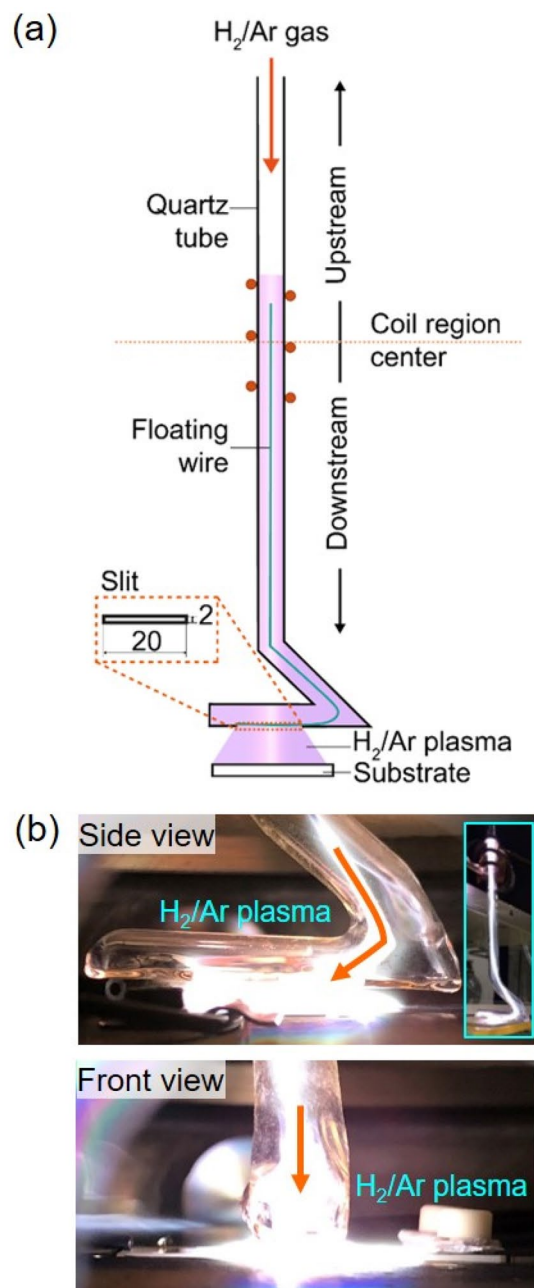 (a)
H₂/Ar gas
Quartz
tube
Upstream
Coil region
center
Floating
wire
Downstream
Slit
2
20
H₂/Ar plasma
Substrate
(b)
Side view
H₂/Ar plasma
Front view
H₂/Ar plasma